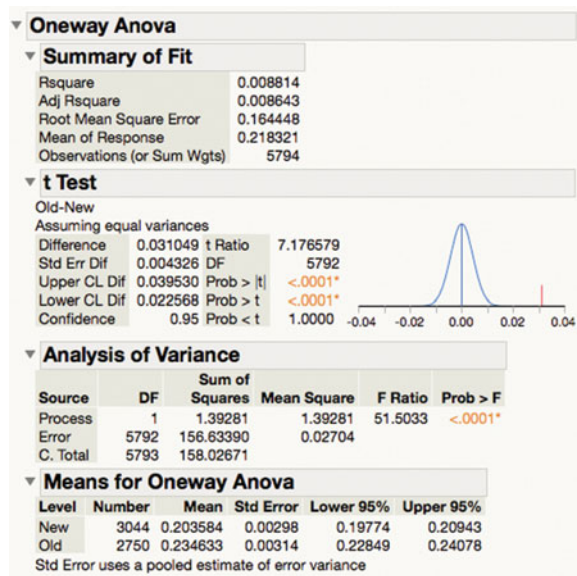 Oneway Anova
Summary of Fit
Rsquare 0.008814
Adj Rsquare 0.008643
Root Mean Square Error 0.164448
Mean of Response 0.218321
Observations (or Sum Wgts) 5794
t Test
Old-New
Assuming equal variances
Difference 0.031049 t Ratio 7.176579
Std Err Dif 0.004326 DF 5792
Upper CL Dif 0.039530 Prob > |t| <.0001*
Lower CL Dif 0.022568 Prob > t <.0001*
Confidence 0.95 Prob < t 1.0000
-0.04 -0.02 0.00 0.02 0.04
Analysis of Variance
Sum of
Source DF Squares Mean Square F Ratio Prob > F
Process 1 1.39281 1.39281 51.5033 <.0001*
Error 5792 156.63390 0.02704
C. Total 5793 158.02671
Means for Oneway Anova
Level Number Mean Std Error Lower 95% Upper 95%
New 3044 0.203584 0.00298 0.19774 0.20943
Old 2750 0.234633 0.00314 0.22849 0.24078
Std Error uses a pooled estimate of error variance